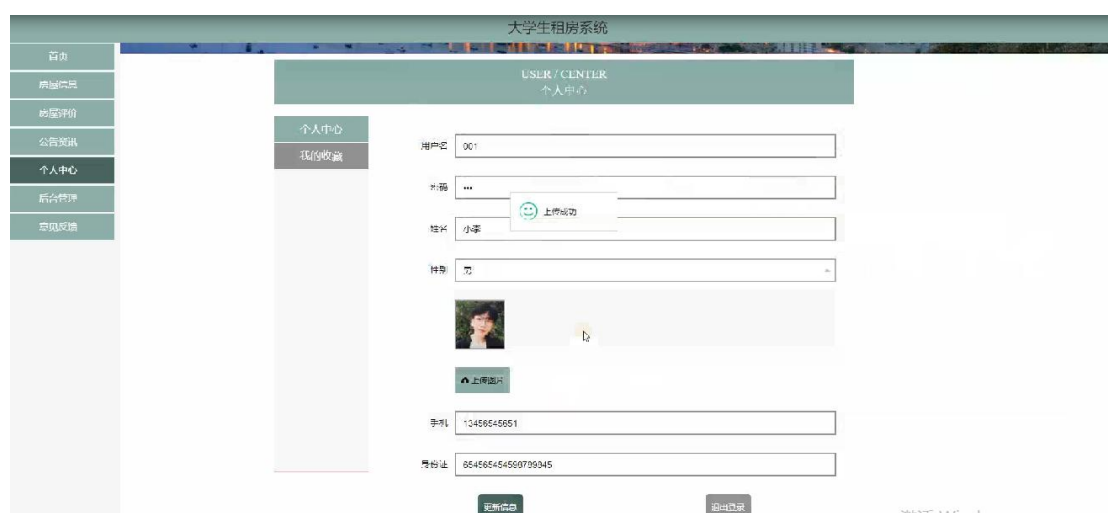 大学生租房系统
首页
房屋信息
房屋评价
公告资讯
个人中心
后台管理
意见反馈
USER / CENTER
个人中心
个人中心
我的收藏
用户名 001
密码 •••
上传成功
姓名 小李
性别 男
上传图片
手机 13456545651
身份证
更新信息
退出登录